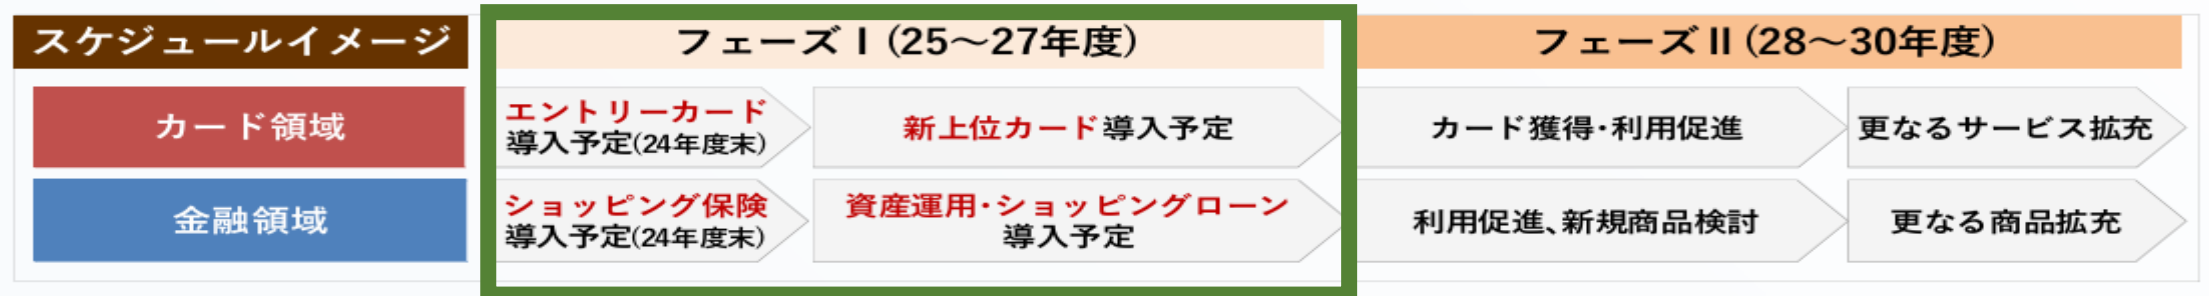 スケジュールイメージ
フェーズⅠ(25～27年度)
フェーズⅡ(28～30年度)
カード領域
エントリーカード
導入予定(24年度末)
新上位カード導入予定
カード獲得・利用促進
更なるサービス拡充
金融領域
ショッピング保険
導入予定(24年度末)
資産運用・ショッピングローン
導入予定
利用促進、新規商品検討
更なる商品拡充